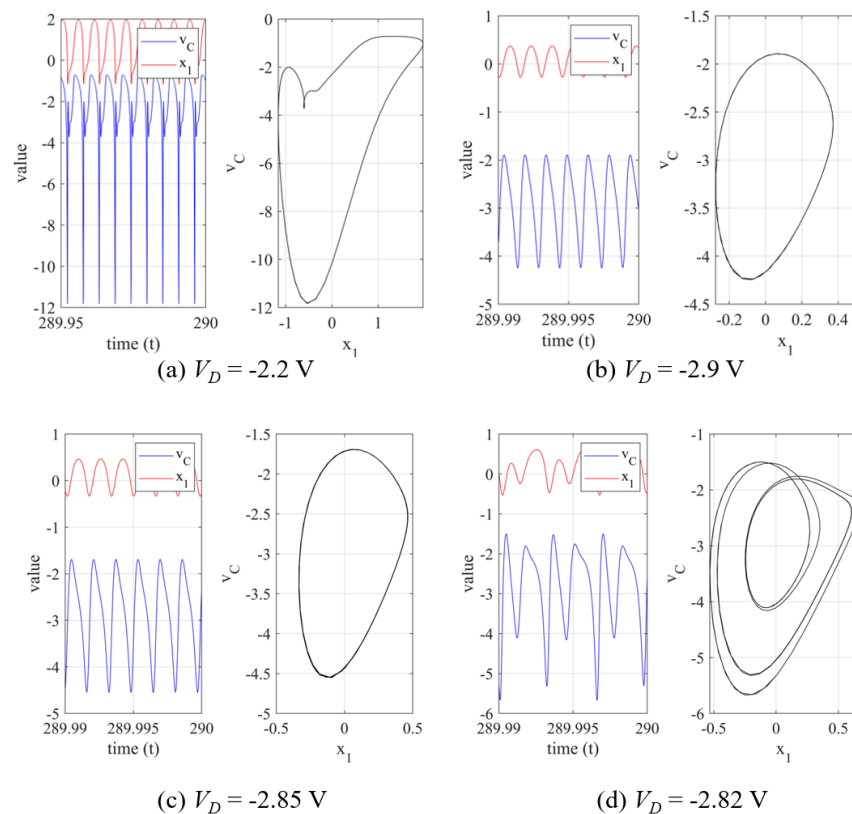 2
0
-2
-4
-6
-8
-10
-12
value
289.95
290
time (t)
v_C
x_1
0
-2
-4
-6
-8
-10
-12
v_C
-1
0
1
x_1
(a) V_D = -2.2 V
1
0
-1
-2
-3
-4
-5
value
289.99
289.995
290
time (t)
v_C
x_1
-1.5
-2
-2.5
-3
-3.5
-4
-4.5
v_C
-0.2
0
0.2
0.4
x_1
(b) V_D = -2.9 V
1
0
-1
-2
-3
-4
-5
value
289.99
289.995
290
time (t)
v_C
x_1
-1.5
-2
-2.5
-3
-3.5
-4
-4.5
-5
v_C
-0.5
0
0.5
x_1
(c) V_D = -2.85 V
1
0
-1
-2
-3
-4
-5
-6
value
289.99
289.995
290
time (t)
v_C
x_1
-1
-2
-3
-4
-5
-6
v_C
-0.5
0
0.5
x_1
(d) V_D = -2.82 V